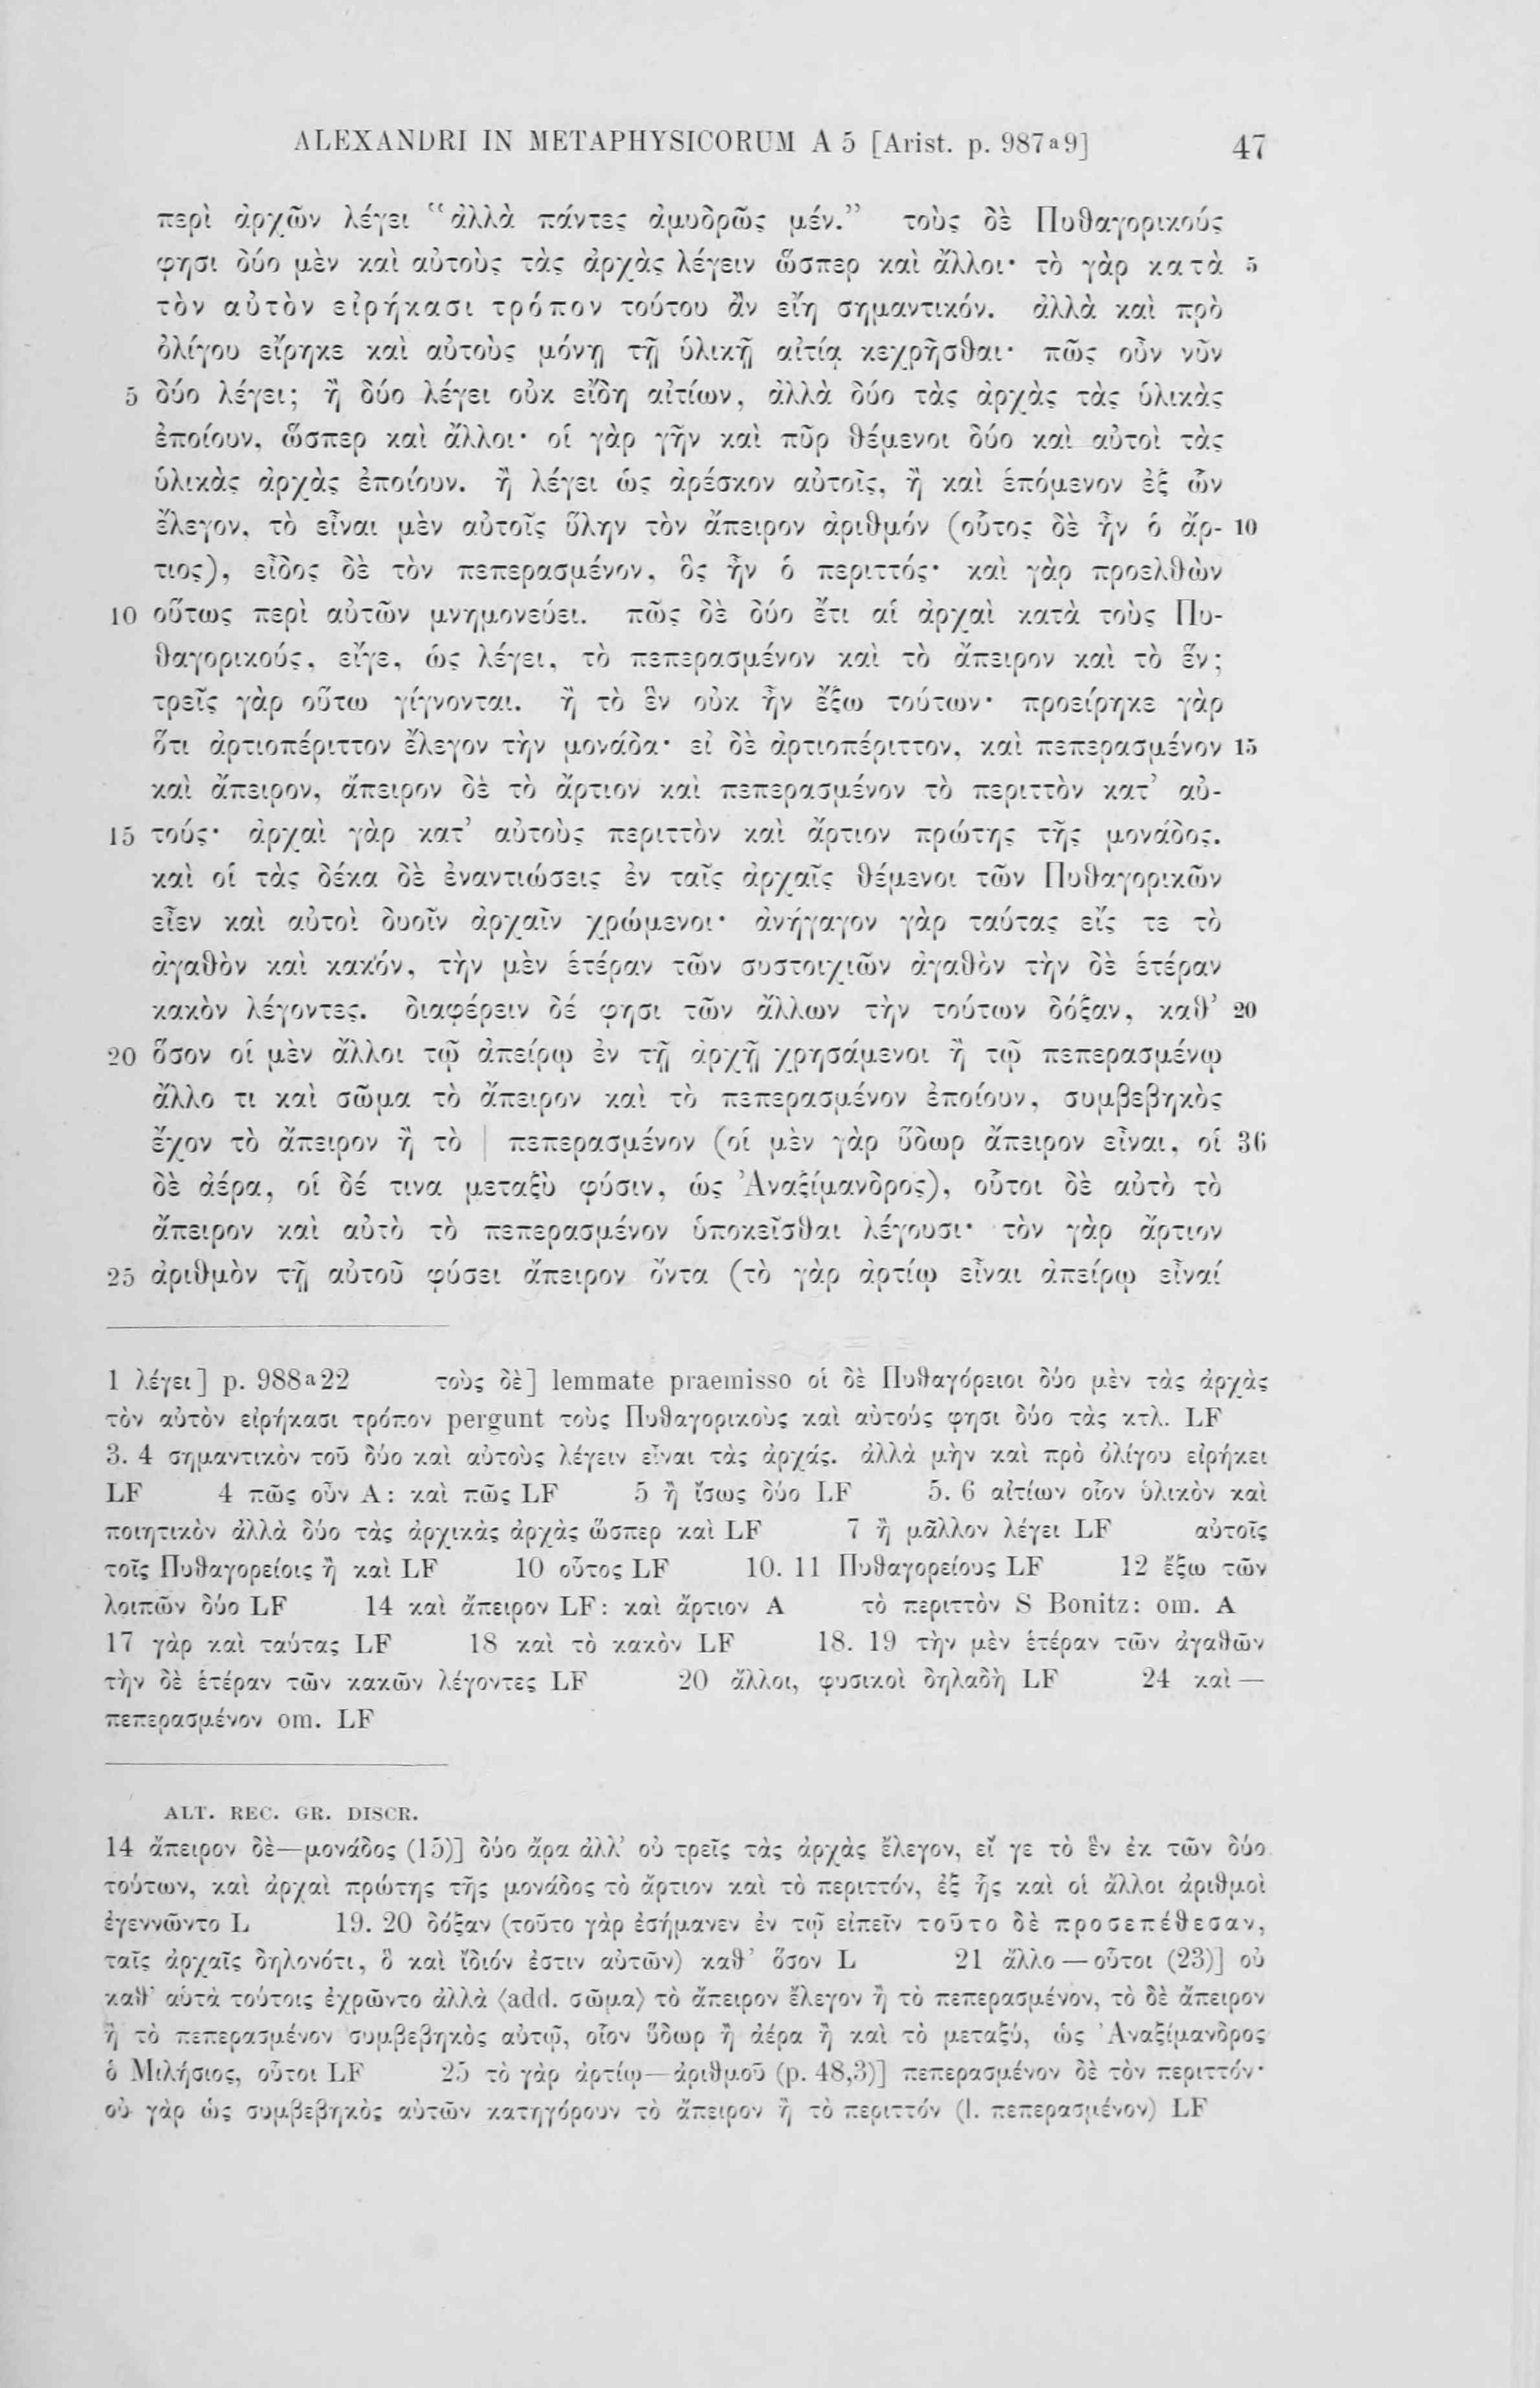 ALEXANDRI IN METAPHYSICORUM A 5 [Arist. p. 987ᵃ9] 47
περὶ ἀρχῶν λέγει “ἀλλὰ πάντες ἀμυδρῶς μέν.” τοὺς δὲ Πυθαγορικούς
φησι δύο μὲν καὶ αὐτοὺς τὰς ἀρχὰς λέγειν ὥσπερ καὶ ἄλλοι· τὸ γὰρ κατὰ 5
τὸν αὐτὸν εἰρήκασι τρόπον τούτου ἂν εἴη σημαντικόν. ἀλλὰ καὶ πρὸ
ὀλίγου εἴρηκε καὶ αὐτοὺς μόνῃ τῇ ὑλικῇ αἰτίᾳ κεχρῆσθαι· πῶς οὖν νῦν
5 δύο λέγει; ἢ δύο λέγει οὐκ εἴδη αἰτίων, ἀλλὰ δύο τὰς ἀρχὰς τὰς ὑλικὰς
ἐποίουν, ὥσπερ καὶ ἄλλοι· οἱ γὰρ γῆν καὶ πῦρ θέμενοι δύο καὶ αὐτοὶ τὰς
ὑλικὰς ἀρχὰς ἐποίουν. ἢ λέγει ὡς ἀρέσκον αὐτοῖς, ἢ καὶ ἑπόμενον ἐξ ὧν
ἔλεγον, τὸ εἶναι μὲν αὐτοῖς ὕλην τὸν ἄπειρον ἀριθμόν (οὗτος δὲ ἦν ὁ ἄρ- 10
τιος), εἶδος δὲ τὸν πεπερασμένον, ὃς ἦν ὁ περιττός· καὶ γὰρ προελθὼν
10 οὕτως περὶ αὐτῶν μνημονεύει. πῶς δὲ δύο ἔτι αἱ ἀρχαὶ κατὰ τοὺς Πυ-
θαγορικούς, εἴγε, ὡς λέγει, τὸ πεπερασμένον καὶ τὸ ἄπειρον καὶ τὸ ἕν;
τρεῖς γὰρ οὕτω γίγνονται. ἢ τὸ ἓν οὐκ ἦν ἔξω τούτων· προείρηκε γὰρ
ὅτι ἀρτιοπέριττον ἔλεγον τὴν μονάδα· εἰ δὲ ἀρτιοπέριττον, καὶ πεπερασμένον 15
καὶ ἄπειρον, ἄπειρον δὲ τὸ ἄρτιον καὶ πεπερασμένον τὸ περιττὸν κατ’ αὐ-
15 τούς· ἀρχαὶ γὰρ κατ’ αὐτοὺς περιττὸν καὶ ἄρτιον πρώτης τῆς μονάδος.
καὶ οἱ τὰς δέκα δὲ ἐναντιώσεις ἐν ταῖς ἀρχαῖς θέμενοι τῶν Πυθαγορικῶν
εἶεν καὶ αὐτοὶ δυοῖν ἀρχαῖν χρώμενοι· ἀνήγαγον γὰρ ταύτας εἴς τε τὸ
ἀγαθὸν καὶ κακόν, τὴν μὲν ἑτέραν τῶν συστοιχιῶν ἀγαθὸν τὴν δὲ ἑτέραν
κακὸν λέγοντες. διαφέρειν δέ φησι τῶν ἄλλων τὴν τούτων δόξαν, καθ’ 20
20 ὅσον οἱ μὲν ἄλλοι τῷ ἀπείρῳ ἐν τῇ ἀρχῇ χρησάμενοι ἢ τῷ πεπερασμένῳ
ἄλλο τι καὶ σῶμα τὸ ἄπειρον καὶ τὸ πεπερασμένον ἐποίουν, συμβεβηκὸς
ἔχον τὸ ἄπειρον ἢ τὸ | πεπερασμένον (οἱ μὲν γὰρ ὕδωρ ἄπειρον εἶναι, οἱ 36
δὲ ἀέρα, οἱ δέ τινα μεταξὺ φύσιν, ὡς Ἀναξίμανδρος), οὗτοι δὲ αὐτὸ τὸ
ἄπειρον καὶ αὐτὸ τὸ πεπερασμένον ὑποκεῖσθαι λέγουσι· τὸν γὰρ ἄρτιον
25 ἀριθμὸν τῇ αὐτοῦ φύσει ἄπειρον ὄντα (τὸ γὰρ ἀρτίῳ εἶναι ἀπείρῳ εἶναί
1 λέγει] p. 988ᵃ22 τοὺς δὲ] lemmate praemisso οἱ δὲ Πυθαγόρειοι δύο μὲν τὰς ἀρχὰς
τὸν αὐτὸν εἰρήκασι τρόπον pergunt τοὺς Πυθαγορικοὺς καὶ αὐτούς φησι δύο τὰς κτλ. LF
3. 4 σημαντικὸν τοῦ δύο καὶ αὐτοὺς λέγειν εἶναι τὰς ἀρχάς. ἀλλὰ μὴν καὶ πρὸ ὀλίγου εἰρήκει
LF 4 πῶς οὖν A: καὶ πῶς LF 5 ἢ ἴσως δύο LF 5. 6 αἰτίων οἷον ὑλικὸν καὶ
ποιητικὸν ἀλλὰ δύο τὰς ἀρχικὰς ἀρχὰς ὥσπερ καὶ LF 7 ἢ μᾶλλον λέγει LF αὐτοῖς
τοῖς Πυθαγορείοις ἢ καὶ LF 10 οὗτος LF 10. 11 Πυθαγορείους LF 12 ἔξω τῶν
λοιπῶν δύο LF 14 καὶ ἄπειρον LF: καὶ ἄρτιον A τὸ περιττὸν S Bonitz: om. A
17 γὰρ καὶ ταύτας LF 18 καὶ τὸ κακὸν LF 18. 19 τὴν μὲν ἑτέραν τῶν ἀγαθῶν
τὴν δὲ ἑτέραν τῶν κακῶν λέγοντες LF 20 ἄλλοι, φυσικοὶ δηλαδὴ LF 24 καὶ —
πεπερασμένον om. LF
ALT. REC. GR. DISCR.
14 ἄπειρον δὲ—μονάδος (15)] δύο ἄρα ἀλλ’ οὐ τρεῖς τὰς ἀρχὰς ἔλεγον, εἴ γε τὸ ἓν ἐκ τῶν δύο
τούτων, καὶ ἀρχαὶ πρώτης τῆς μονάδος τὸ ἄρτιον καὶ τὸ περιττόν, ἐξ ἧς καὶ οἱ ἄλλοι ἀριθμοὶ
ἐγεννῶντο L 19. 20 δόξαν (τοῦτο γὰρ ἐσήμανεν ἐν τῷ εἰπεῖν τοῦτο δὲ προσεπέθεσαν,
ταῖς ἀρχαῖς δηλονότι, ὃ καὶ ἴδιόν ἐστιν αὐτῶν) καθ’ ὅσον L 21 ἄλλο — οὗτοι (23)] οὐ
καθ’ αὑτὰ τούτοις ἐχρῶντο ἀλλὰ ⟨add. σῶμα⟩ τὸ ἄπειρον ἔλεγον ἢ τὸ πεπερασμένον, τὸ δὲ ἄπειρον
ἢ τὸ πεπερασμένον συμβεβηκὸς αὐτῷ, οἷον ὕδωρ ἢ ἀέρα ἢ καὶ τὸ μεταξύ, ὡς Ἀναξίμανδρος
ὁ Μιλήσιος, οὗτοι LF 25 τὸ γὰρ ἀρτίῳ—ἀριθμοῦ (p. 48,3)] πεπερασμένον δὲ τὸν περιττόν·
οὐ γὰρ ὡς συμβεβηκὸς αὐτῶν κατηγόρουν τὸ ἄπειρον ἢ τὸ περιττόν (l. πεπερασμένον) LF